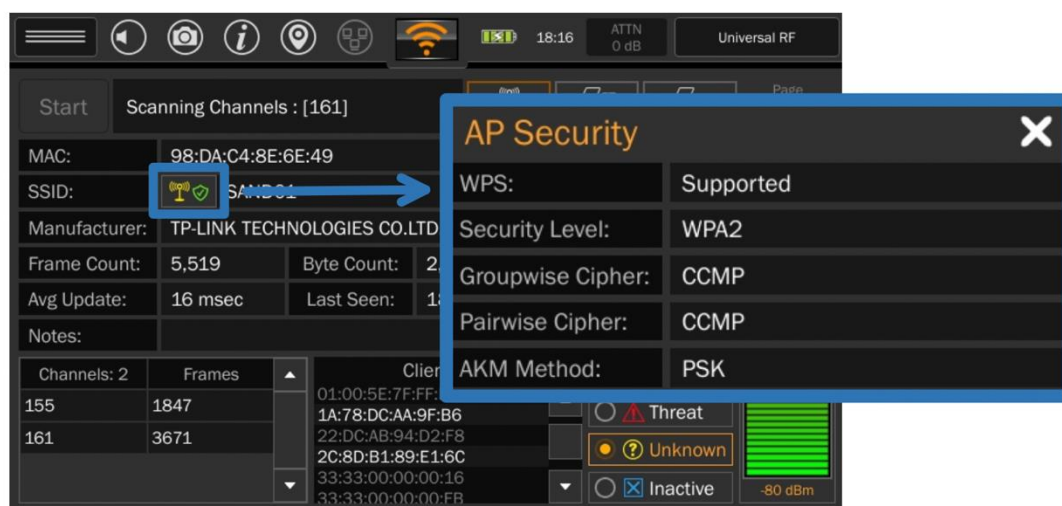 18:16
ATTN
0 dB
Universal RF
Start
Scanning Channels : [161]
Page
MAC:
98:DA:C4:8E:6E:49
SSID:
Manufacturer:
TP-LINK TECHNOLOGIES CO.LTD
Frame Count:
5,519
Byte Count:
2,
Avg Update:
16 msec
Last Seen:
Notes:
Channels: 2
Frames
155
1847
161
3671
Client
01:00:5E:7F:FF:
1A:78:DC:AA:9F:B6
22:DC:AB:94:D2:F8
2C:8D:B1:89:E1:6C
33:33:00:00:00:16
33:33:00:00:00:FB
Threat
Unknown
Inactive
-80 dBm
AP Security
WPS:
Supported
Security Level:
WPA2
Groupwise Cipher:
CCMP
Pairwise Cipher:
CCMP
AKM Method:
PSK